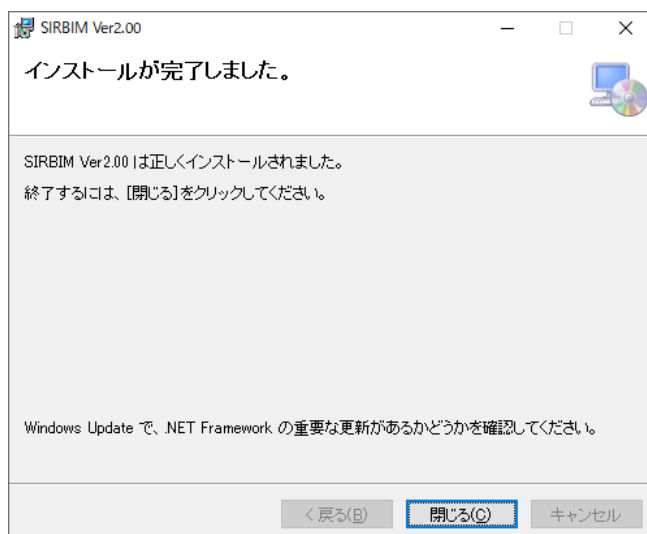 SIRBIM Ver2.00
インストールが完了しました。
SIRBIM Ver2.00 は正しくインストールされました。
終了するには、[閉じる]をクリックしてください。
Windows Update で、.NET Framework の重要な更新があるかどうかを確認してください。
< 戻る(B)
閉じる(C)
キャンセル